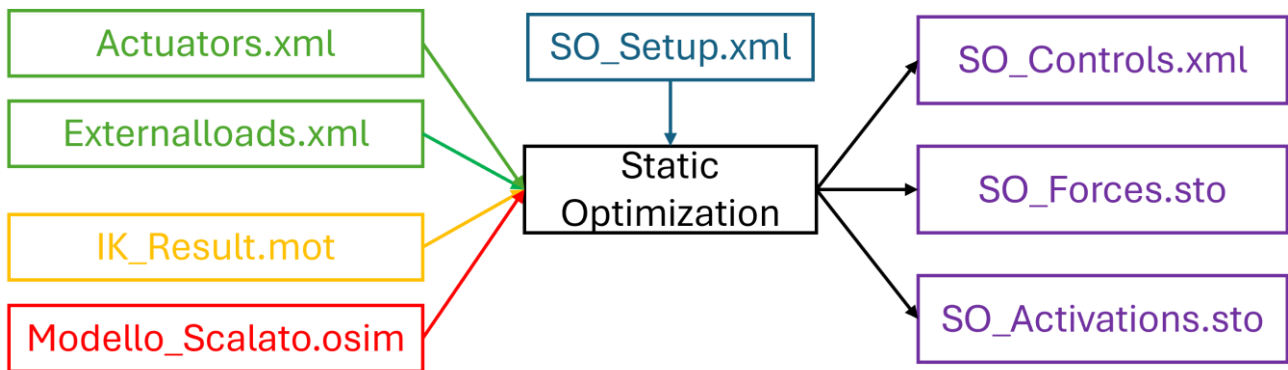 Actuators.xml
Externalloads.xml
IK_Result.mot
Modello_Scalato.osim
SO_Setup.xml
Static
Optimization
SO_Controls.xml
SO_Forces.sto
SO_Activations.sto